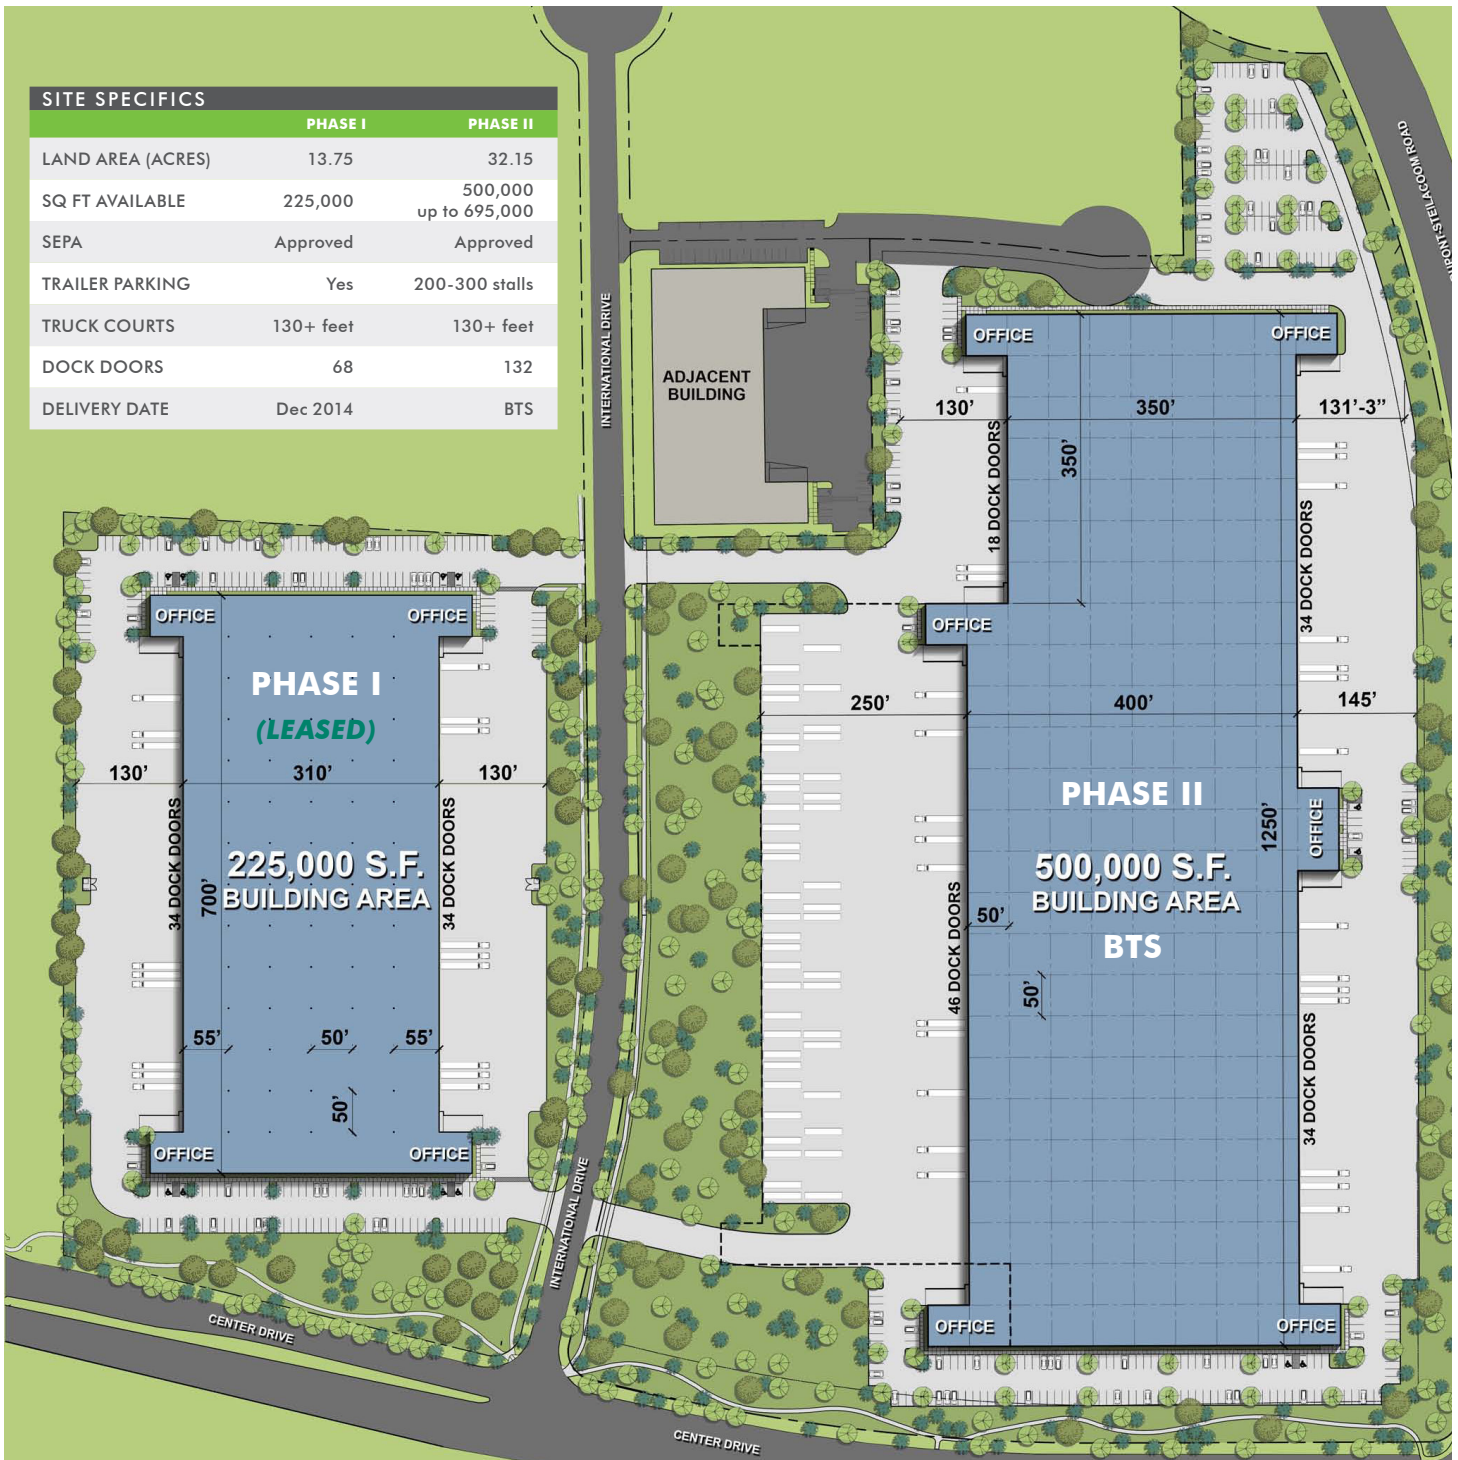 SITE SPECIFICS
PHASE I PHASE II
LAND AREA (ACRES) 13.75 32.15
SQ FT AVAILABLE 225,000 500,000
up to 695,000
SEPA Approved Approved
TRAILER PARKING Yes 200-300 stalls
TRUCK COURTS 130+ feet 130+ feet
DOCK DOORS 68 132
DELIVERY DATE Dec 2014 BTS
INTERNATIONAL DRIVE
ADJACENT
BUILDING
DUPONT-STEILACOOM ROAD
DUPONT-
OFFICE
OFFICE
130'
350'
131'-3"
350'
18 DOCK DOORS
34 DOCK DOORS
OFFICE
250'
400'
145'
PHASE II
1250'
OFFICE
500,000 S.F.
BUILDING AREA
BTS
46 DOCK DOORS
50'
50'
34 DOCK DOORS
OFFICE
OFFICE
OFFICE
OFFICE
PHASE I
(LEASED)
130'
310'
130'
34 DOCK DOORS
34 DOCK DOORS
225,000 S.F.
BUILDING AREA
700'
55'
50'
55'
50'
OFFICE
OFFICE
INTERNATIONAL DRIVE
CENTER DRIVE
CENTER DRIVE